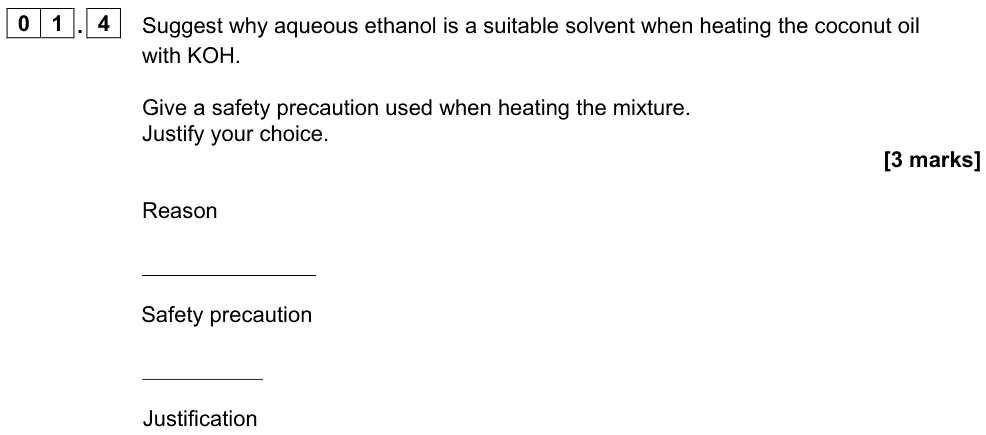 0 1 . 4 Suggest why aqueous ethanol is a suitable solvent when heating the coconut oil
with KOH.
Give a safety precaution used when heating the mixture.
Justify your choice.
[3 marks]
Reason
Safety precaution
Justification